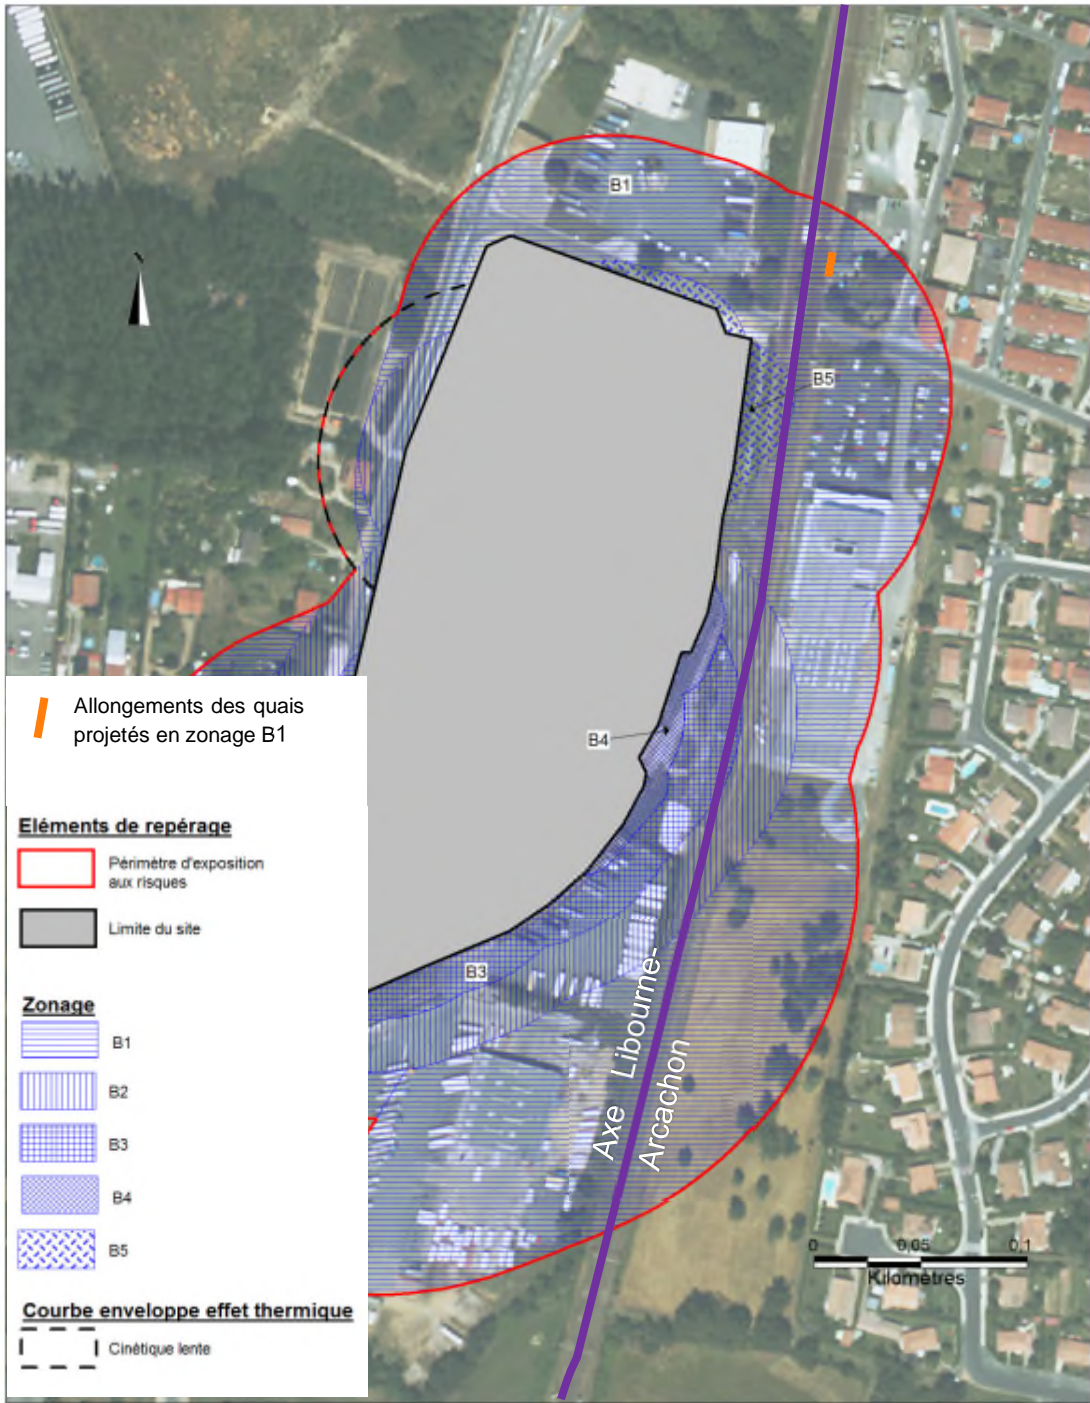 B1
B5
B4
B3
Axe Libourne-
Arcachon
Allongements des quais
projetés en zonage B1
Eléments de repérage
Périmètre d'exposition
aux risques
Limite du site
Zonage
B1
B2
B3
B4
B5
Courbe enveloppe effet thermique
Cinétique lente
0 0,05 0,1
Kilomètres